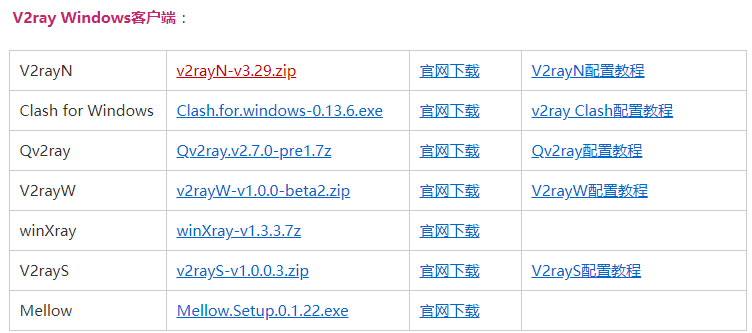 V2ray Windows客户端：
V2rayN v2rayN-v3.29.zip 官网下载 V2rayN配置教程
Clash for Windows Clash.for.windows-0.13.6.exe 官网下载 v2ray Clash配置教程
Qv2ray Qv2ray.v2.7.0-pre1.7z 官网下载 Qv2ray配置教程
V2rayW v2rayW-v1.0.0-beta2.zip 官网下载 V2rayW配置教程
winXray winXray-v1.3.3.7z 官网下载
V2rayS v2rayS-v1.0.0.3.zip 官网下载 V2rayS配置教程
Mellow Mellow.Setup.0.1.22.exe 官网下载